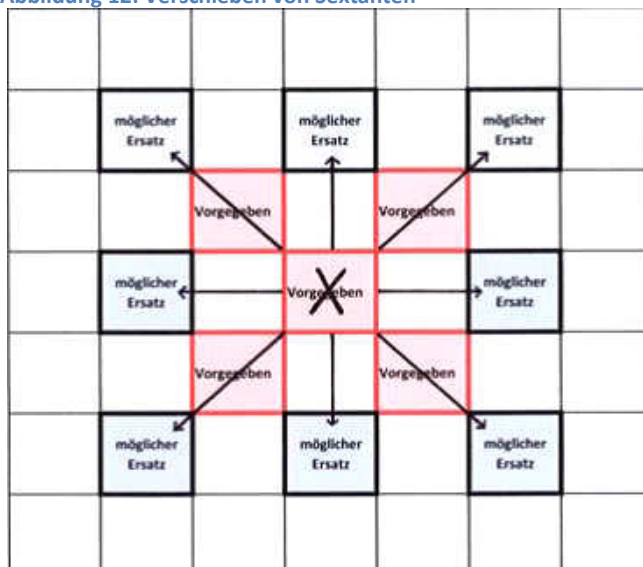 Abbildung 12: Verschieben von Sextanten
möglicher
Ersatz
möglicher
Ersatz
möglicher
Ersatz
Vorgegeben
Vorgegeben
möglicher
Ersatz
Vorgegeben
möglicher
Ersatz
Vorgegeben
Vorgegeben
möglicher
Ersatz
möglicher
Ersatz
möglicher
Ersatz